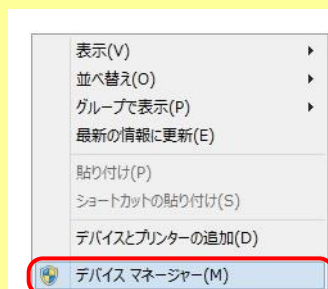 表示(V)
並べ替え(O)
グループで表示(P)
最新の情報に更新(E)
貼り付け(P)
ショートカットの貼り付け(S)
デバイスとプリンターの追加(D)
デバイス マネージャー(M)